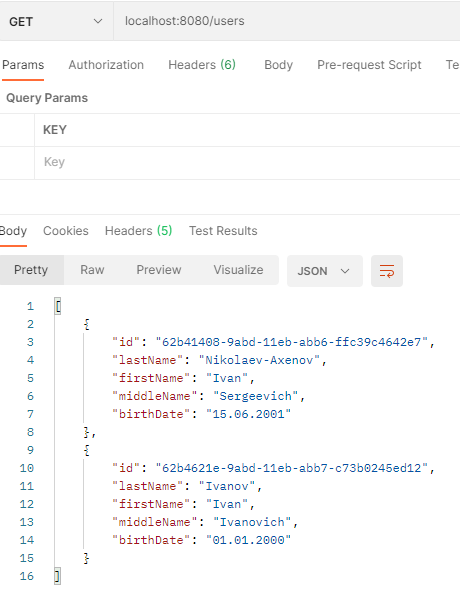 GET localhost:8080/users
Params Authorization Headers (6) Body Pre-request Script Te
Query Params
KEY
Key
Body Cookies Headers (5) Test Results
Pretty Raw Preview Visualize JSON
1 [
2 {
3 "id": "62b41408-9abd-11eb-abb6-ffc39c4642e7",
4 "lastName": "Nikolaev-Axenov",
5 "firstName": "Ivan",
6 "middleName": "Sergeevich",
7 "birthDate": "15.06.2001"
8 },
9 {
10 "id": "62b4621e-9abd-11eb-abb7-c73b0245ed12",
11 "lastName": "Ivanov",
12 "firstName": "Ivan",
13 "middleName": "Ivanovich",
14 "birthDate": "01.01.2000"
15 }
16 ]